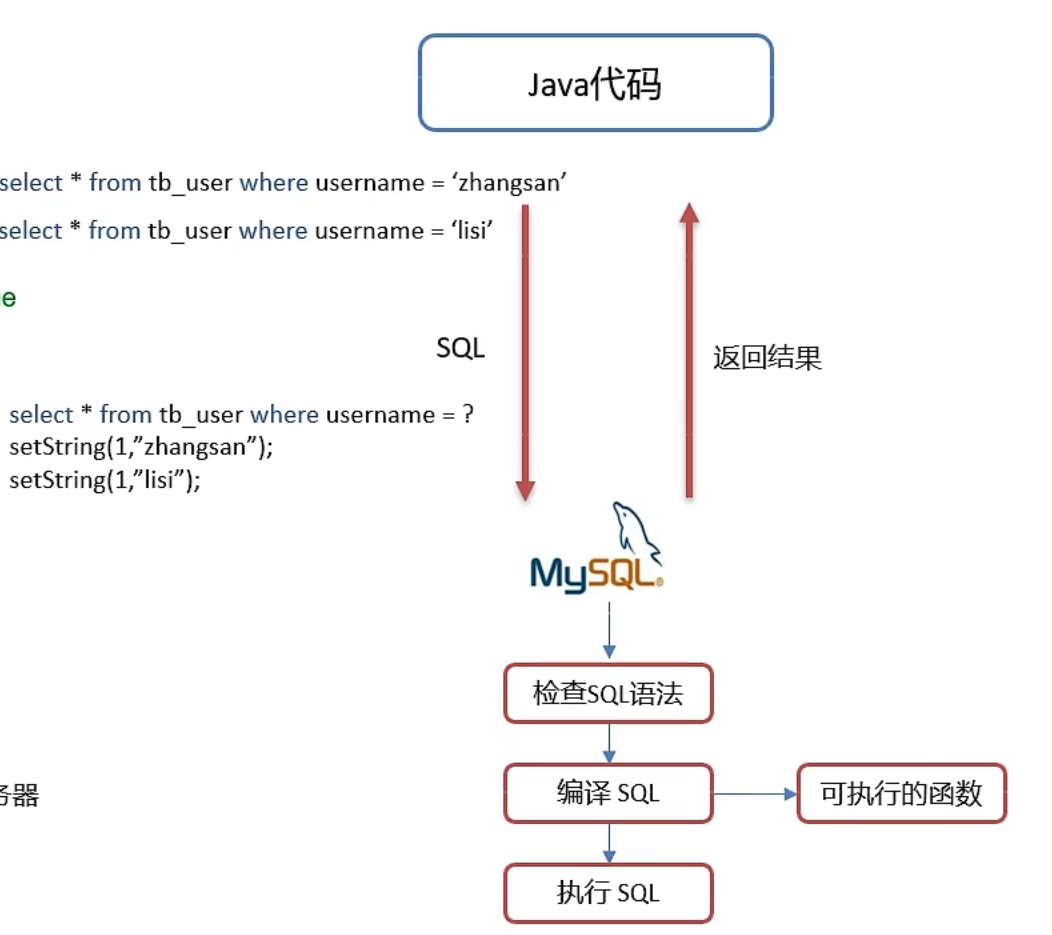 Java代码
select * from tb_user where username = ‘zhangsan’
select * from tb_user where username = ‘lisi’
SQL
返回结果
select * from tb_user where username = ?
setString(1,”zhangsan”);
setString(1,”lisi”);
MySQL®
检查SQL语法
编译 SQL
可执行的函数
执行 SQL